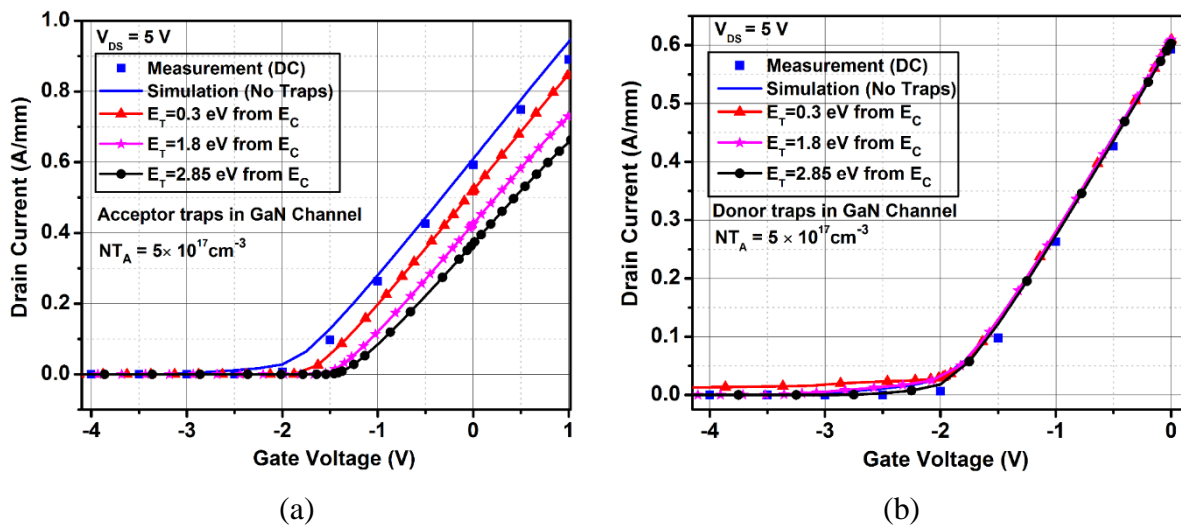 V_DS = 5 V
Measurement (DC)
Simulation (No Traps)
E_T=0.3 eV from E_C
E_T=1.8 eV from E_C
E_T=2.85 eV from E_C
Acceptor traps in GaN Channel
NT_A = 5× 10^17cm^-3
Drain Current (A/mm)
1.0
0.8
0.6
0.4
0.2
0.0
-4 -3 -2 -1 0 1
Gate Voltage (V)
(a)
V_DS = 5 V
Measurement (DC)
Simulation (No Traps)
E_T=0.3 eV from E_C
E_T=1.8 eV from E_C
E_T=2.85 eV from E_C
Donor traps in GaN Channel
NT_A = 5× 10^17cm^-3
Drain Current (A/mm)
0.6
0.5
0.4
0.3
0.2
0.1
0.0
-4 -3 -2 -1 0
Gate Voltage (V)
(b)